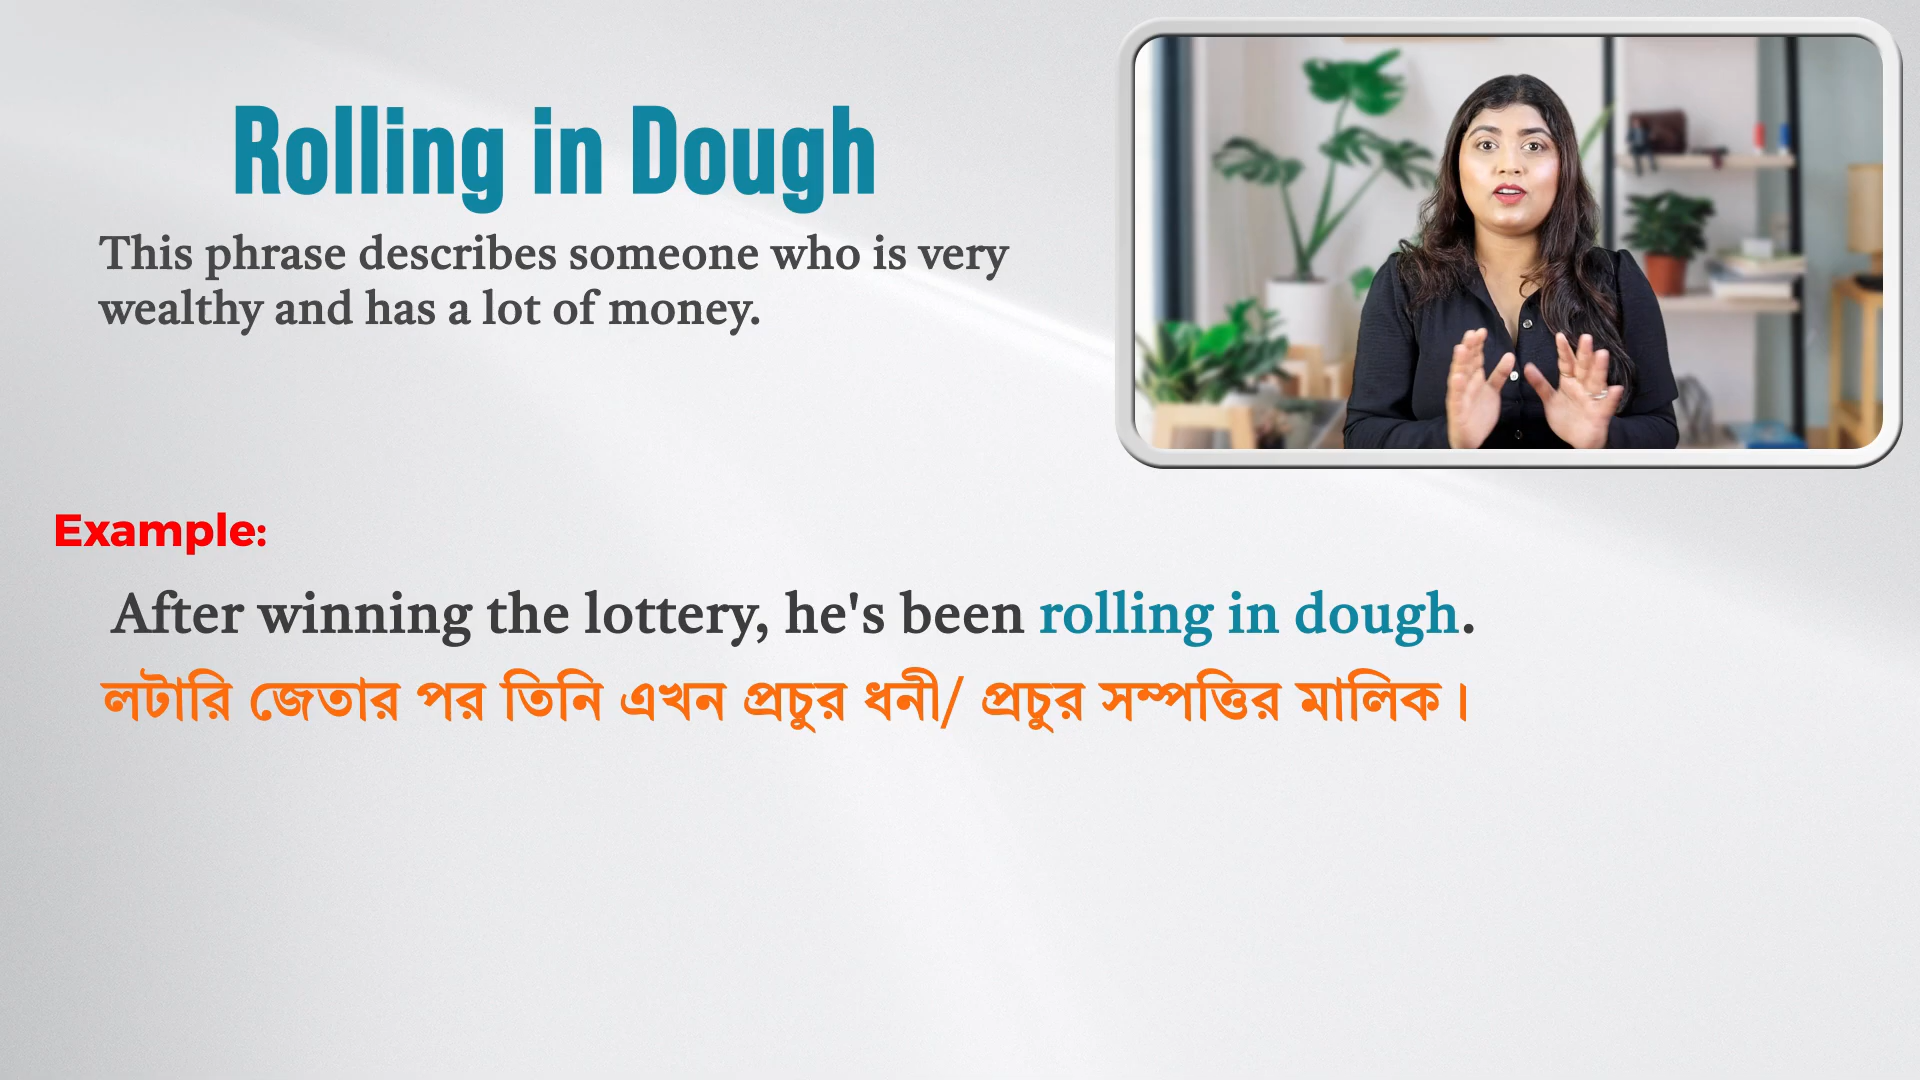 Rolling in Dough
This phrase describes someone who is very
wealthy and has a lot of money.
Example:
After winning the lottery, he's been rolling in dough.
লটারি জেতার পর তিনি এখন প্রচুর ধনী/ প্রচুর সম্পত্তির মালিক।